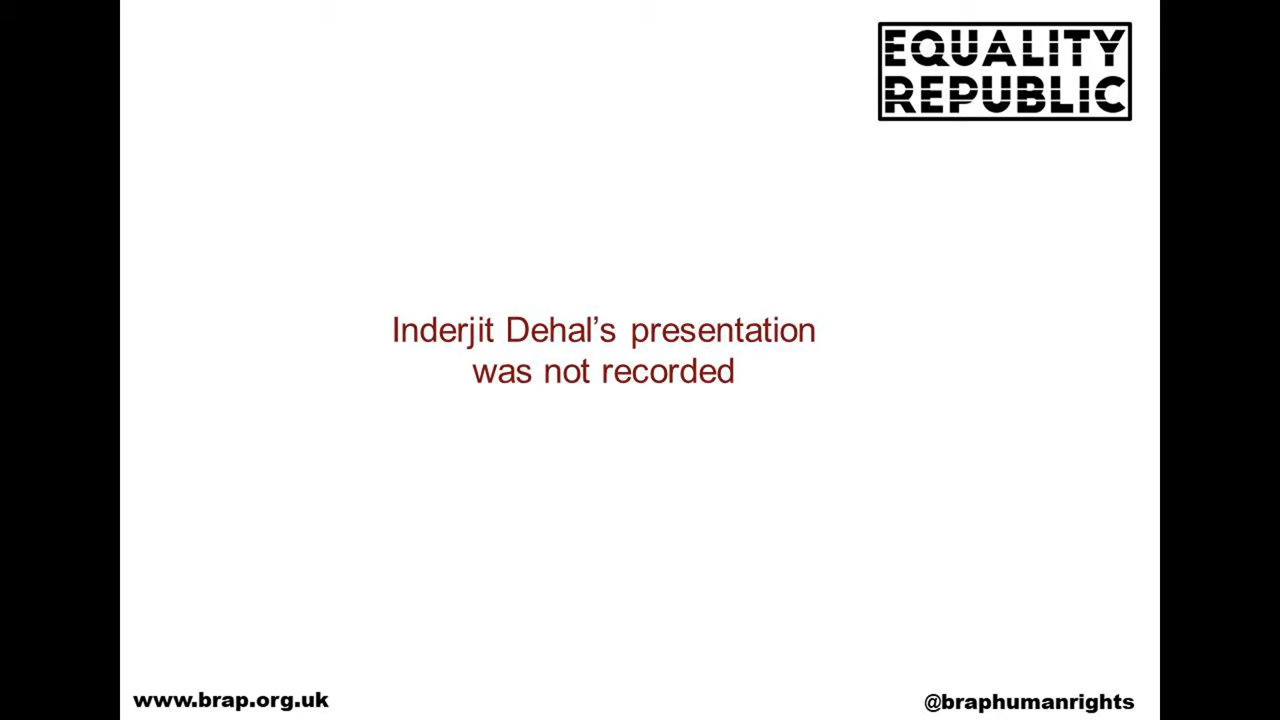 EQUALITY
REPUBLIC
Inderjit Dehal’s presentation
was not recorded
www.brap.org.uk
@braphumanrights